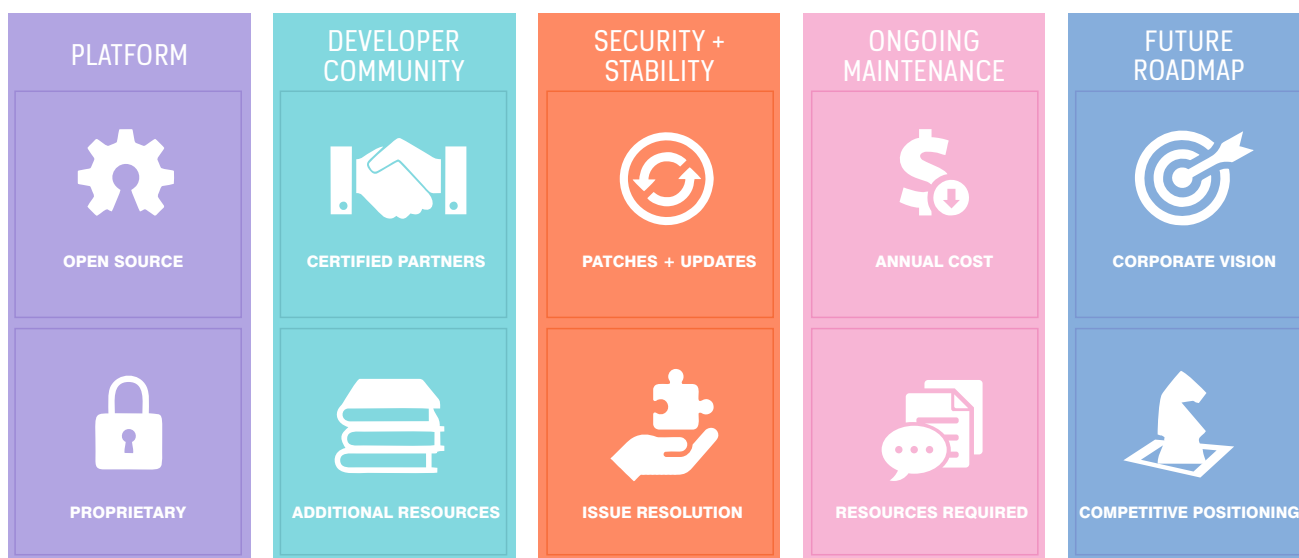 PLATFORM
OPEN SOURCE
PROPRIETARY
DEVELOPER
COMMUNITY
CERTIFIED PARTNERS
ADDITIONAL RESOURCES
SECURITY +
STABILITY
PATCHES + UPDATES
ISSUE RESOLUTION
ONGOING
MAINTENANCE
ANNUAL COST
RESOURCES REQUIRED
FUTURE
ROADMAP
CORPORATE VISION
COMPETITIVE POSITIONING